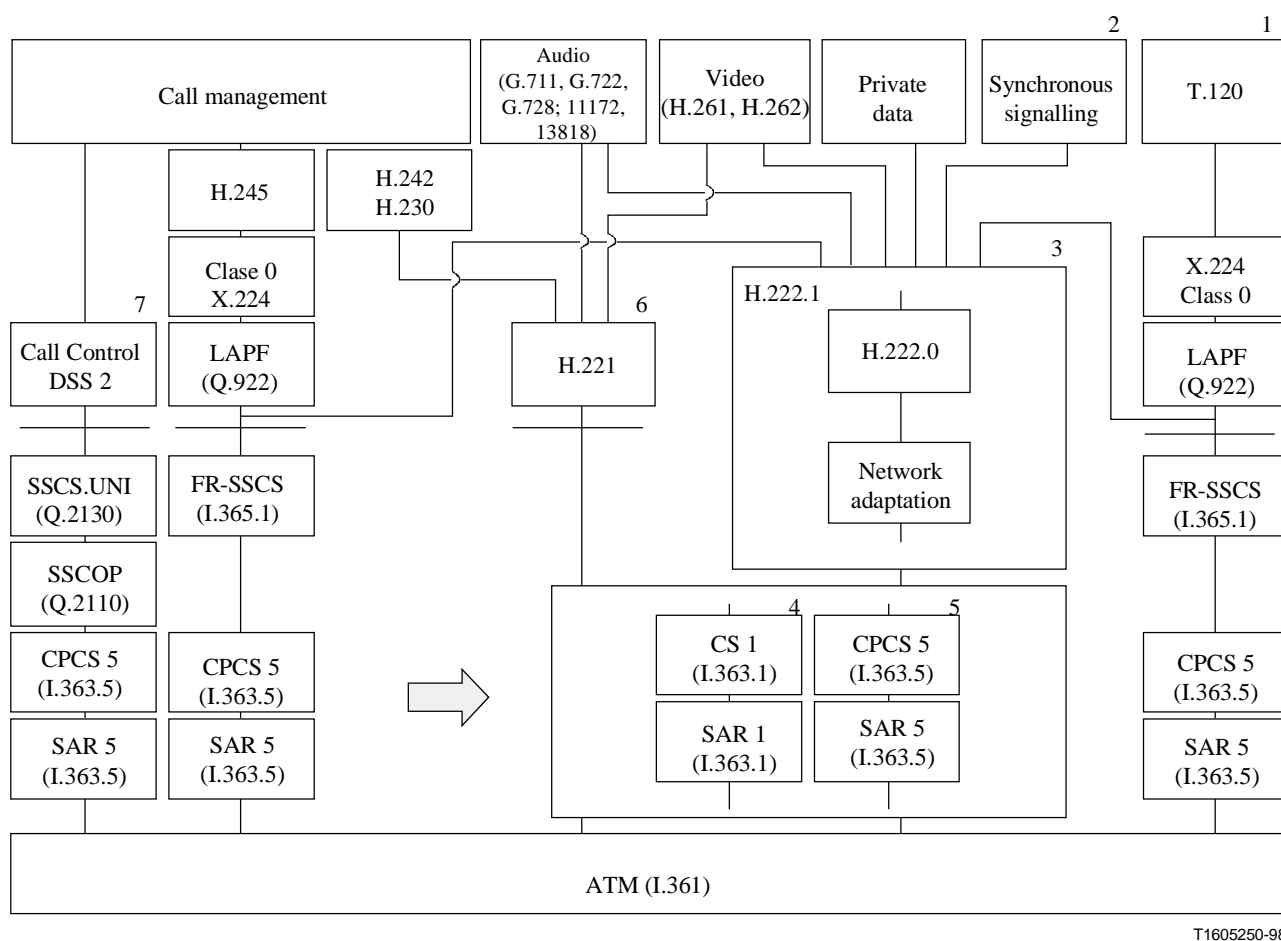 2
1
Call management
Audio
(G.711, G.722,
G.728; 11172,
13818)
Video
(H.261, H.262)
Private
data
Synchronous
signalling
T.120
H.245
H.242
H.230
Clase 0
X.224
3
H.222.1
X.224
Class 0
7
6
Call Control
DSS 2
LAPF
(Q.922)
H.221
H.222.0
LAPF
(Q.922)
SSCS.UNI
(Q.2130)
FR-SSCS
(I.365.1)
Network
adaptation
FR-SSCS
(I.365.1)
SSCOP
(Q.2110)
4
5
CPCS 5
(I.363.5)
CPCS 5
(I.363.5)
CS 1
(I.363.1)
CPCS 5
(I.363.5)
CPCS 5
(I.363.5)
SAR 5
(I.363.5)
SAR 5
(I.363.5)
SAR 1
(I.363.1)
SAR 5
(I.363.5)
SAR 5
(I.363.5)
ATM (I.361)
T1605250-98